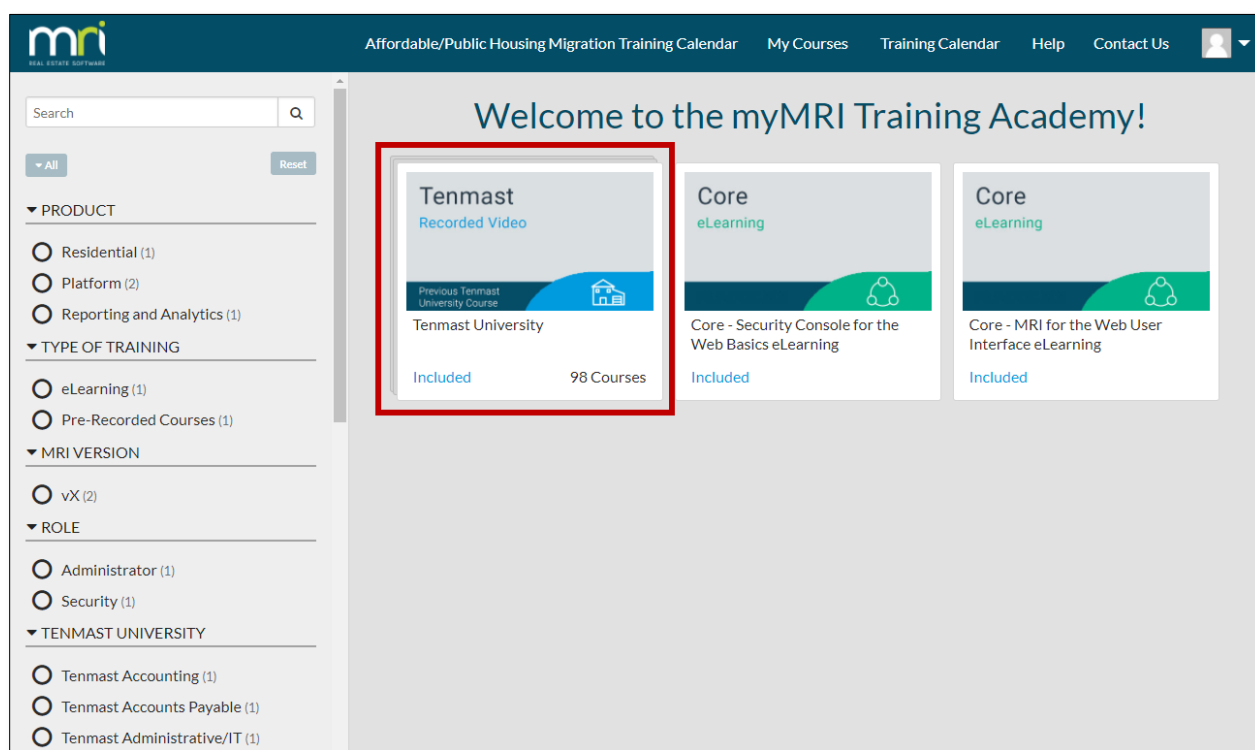 mri
REAL ESTATE SOFTWARE
Affordable/Public Housing Migration Training Calendar
My Courses
Training Calendar
Help
Contact Us
Search
All
Reset
PRODUCT
Residential (1)
Platform (2)
Reporting and Analytics (1)
TYPE OF TRAINING
eLearning (1)
Pre-Recorded Courses (1)
MRI VERSION
vX (2)
ROLE
Administrator (1)
Security (1)
TENMAST UNIVERSITY
Tenmast Accounting (1)
Tenmast Accounts Payable (1)
Tenmast Administrative/IT (1)
Welcome to the myMRI Training Academy!
Tenmast
Recorded Video
Previous Tenmast
University Course
Tenmast University
Included
98 Courses
Core
eLearning
Core - Security Console for the
Web Basics eLearning
Included
Core
eLearning
Core - MRI for the Web User
Interface eLearning
Included